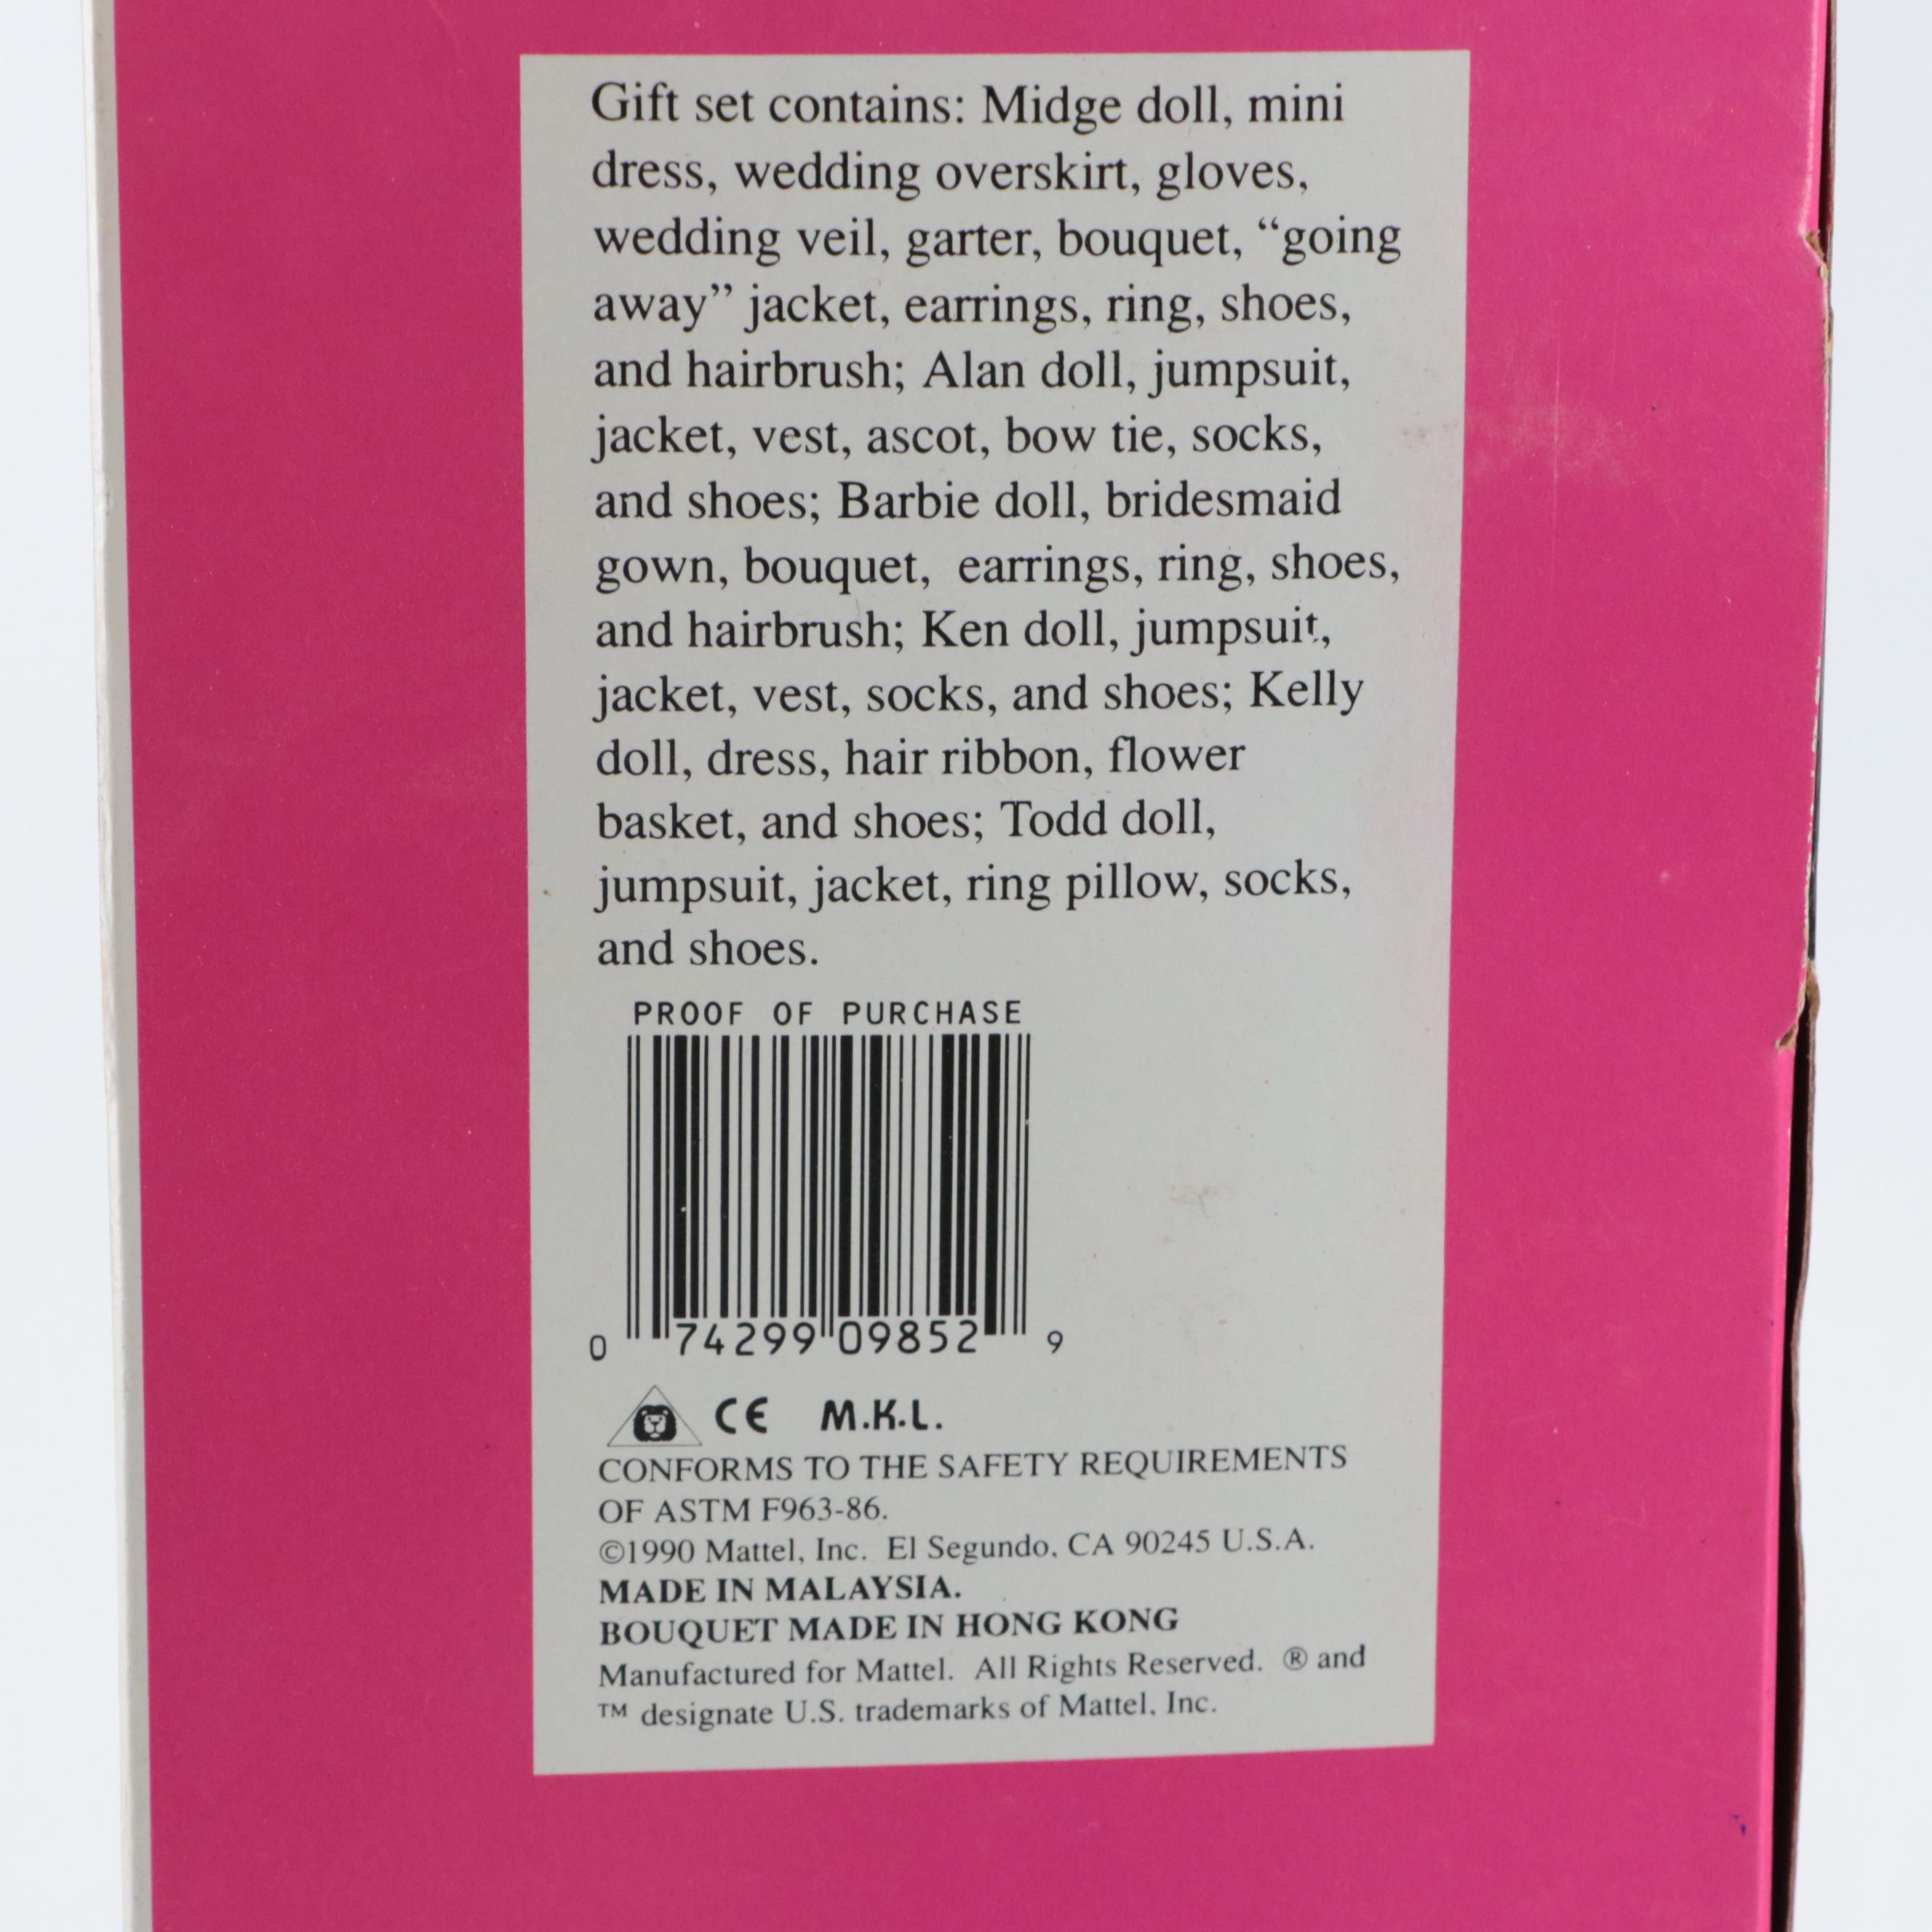 Gift set contains: Midge doll, mini
dress, wedding overskirt, gloves,
wedding veil, garter, bouquet, “going
away” jacket, earrings, ring, shoes,
and hairbrush; Alan doll, jumpsuit,
jacket, vest, ascot, bow tie, socks,
and shoes; Barbie doll, bridesmaid
gown, bouquet, earrings, ring, shoes,
and hairbrush; Ken doll, jumpsuit,
jacket, vest, socks, and shoes; Kelly
doll, dress, hair ribbon, flower
basket, and shoes; Todd doll,
jumpsuit, jacket, ring pillow, socks,
and shoes.
PROOF OF PURCHASE
0 74299 09852 9
CE M.K.L.
CONFORMS TO THE SAFETY REQUIREMENTS
OF ASTM F963-86.
©1990 Mattel, Inc. El Segundo, CA 90245 U.S.A.
MADE IN MALAYSIA.
BOUQUET MADE IN HONG KONG
Manufactured for Mattel. All Rights Reserved. ® and
™ designate U.S. trademarks of Mattel, Inc.